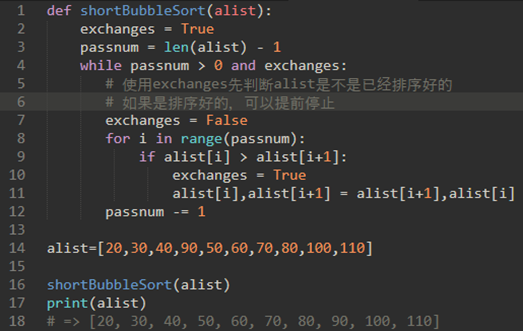 1 def shortBubbleSort(alist):
2     exchanges = True
3     passnum = len(alist) - 1
4     while passnum > 0 and exchanges:
5         # 使用exchanges先判断alist是不是已经排序好的
6         # 如果是排序好的，可以提前停止
7         exchanges = False
8         for i in range(passnum):
9             if alist[i] > alist[i+1]:
10                 exchanges = True
11                 alist[i],alist[i+1] = alist[i+1],alist[i]
12         passnum -= 1
13
14 alist=[20,30,40,90,50,60,70,80,100,110]
15
16 shortBubbleSort(alist)
17 print(alist)
18 # => [20, 30, 40, 50, 60, 70, 80, 90, 100, 110]